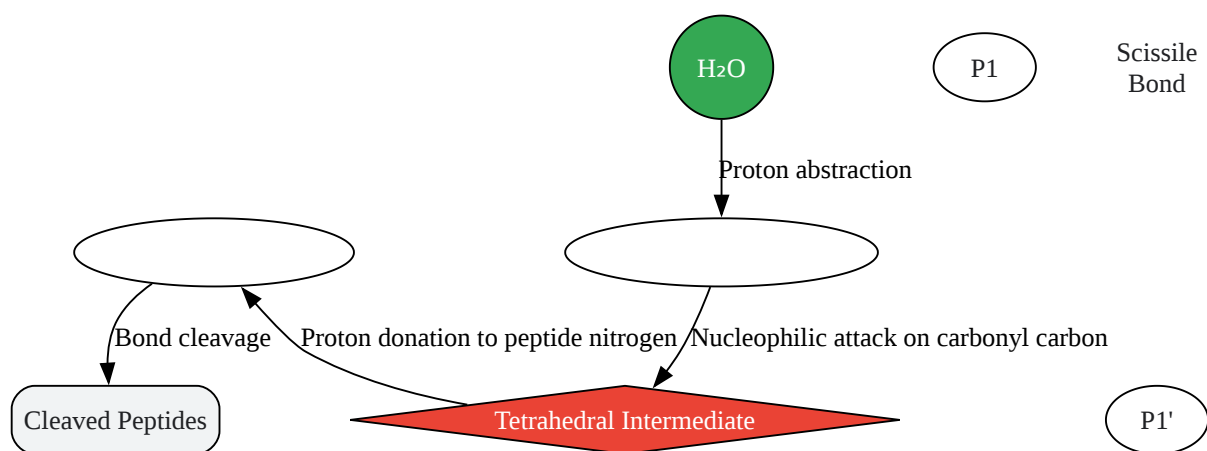 H₂O
P1
Scissile
Bond
Proton abstraction
Bond cleavage
Proton donation to peptide nitrogen
Nucleophilic attack on carbonyl carbon
Cleaved Peptides
Tetrahedral Intermediate
P1'